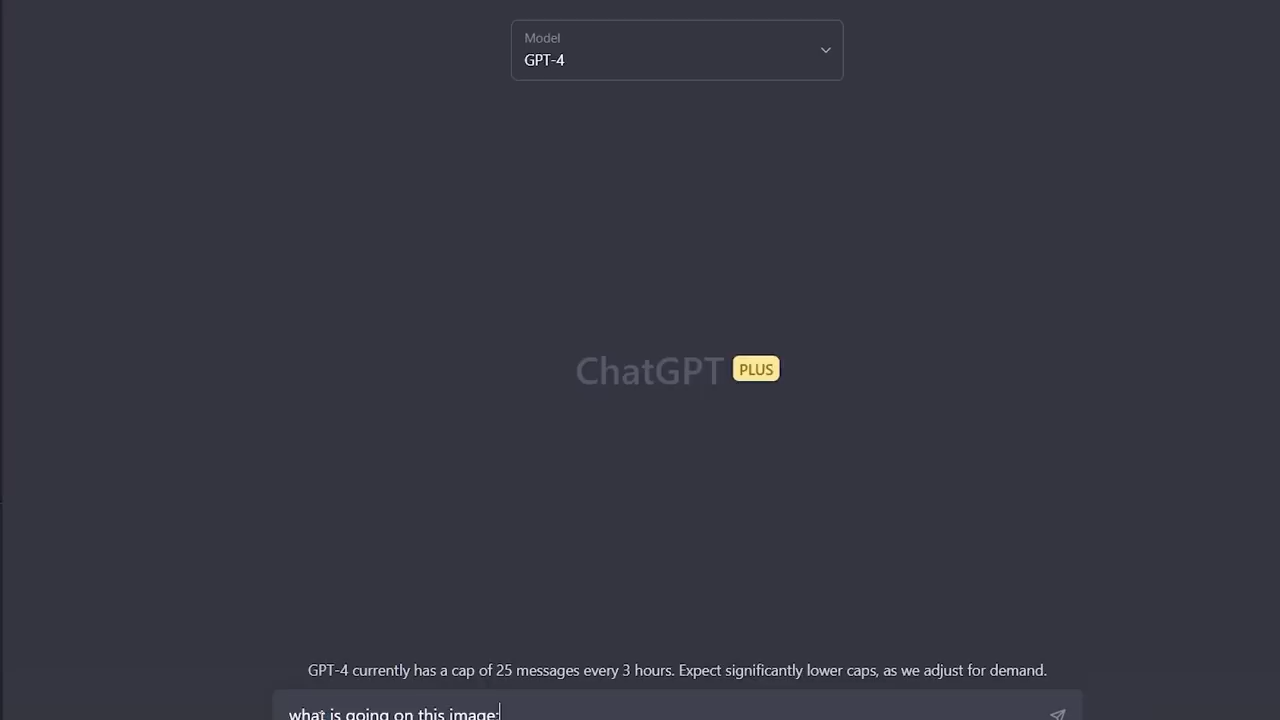 Model
GPT-4
ChatGPT PLUS
GPT-4 currently has a cap of 25 messages every 3 hours. Expect significantly lower caps, as we adjust for demand.
what is going on this image: